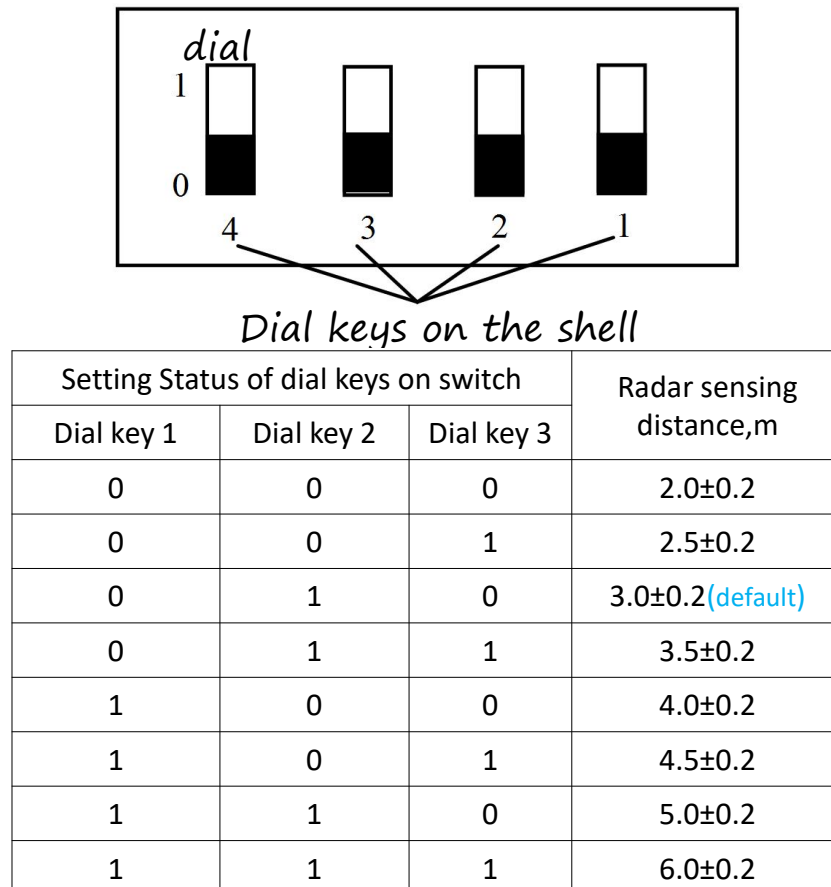 dial
1
0
4 3 2 1
Dial keys on the shell
Setting Status of dial keys on switch Radar sensing distance,m
Dial key 1 Dial key 2 Dial key 3
0 0 0 2.0±0.2
0 0 1 2.5±0.2
0 1 0 3.0±0.2(default)
0 1 1 3.5±0.2
1 0 0 4.0±0.2
1 0 1 4.5±0.2
1 1 0 5.0±0.2
1 1 1 6.0±0.2